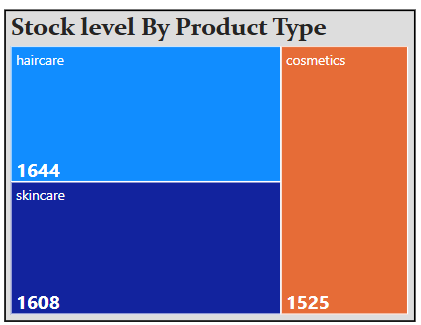 Stock level By Product Type
haircare
1644
skincare
1608
cosmetics
1525